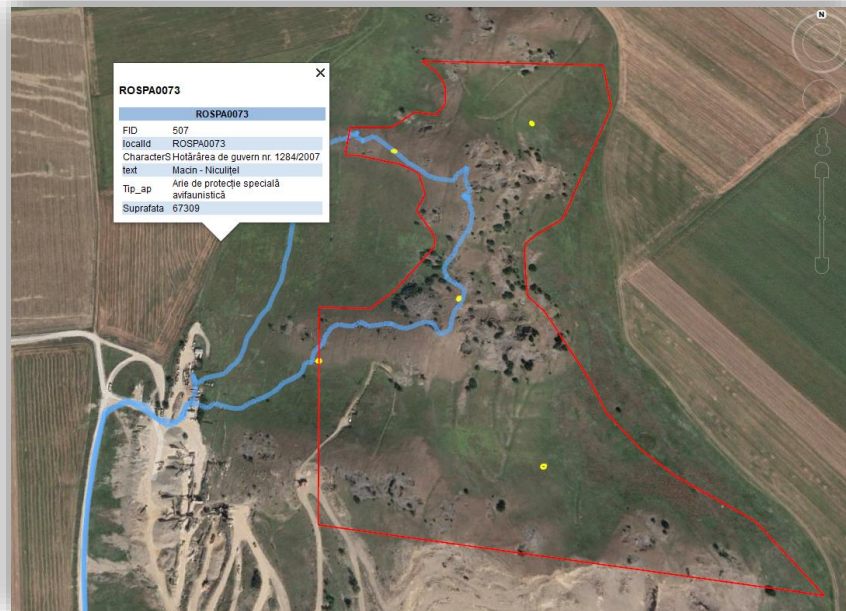 N
ROSPA0073
ROSPA0073
FID 507
localId ROSPA0073
CharacterS Hotărârea de guvern nr. 1284/2007
text Macin - Niculițel
Tip_ap Arie de protecție specială
avifaunistică
Suprafata 67309